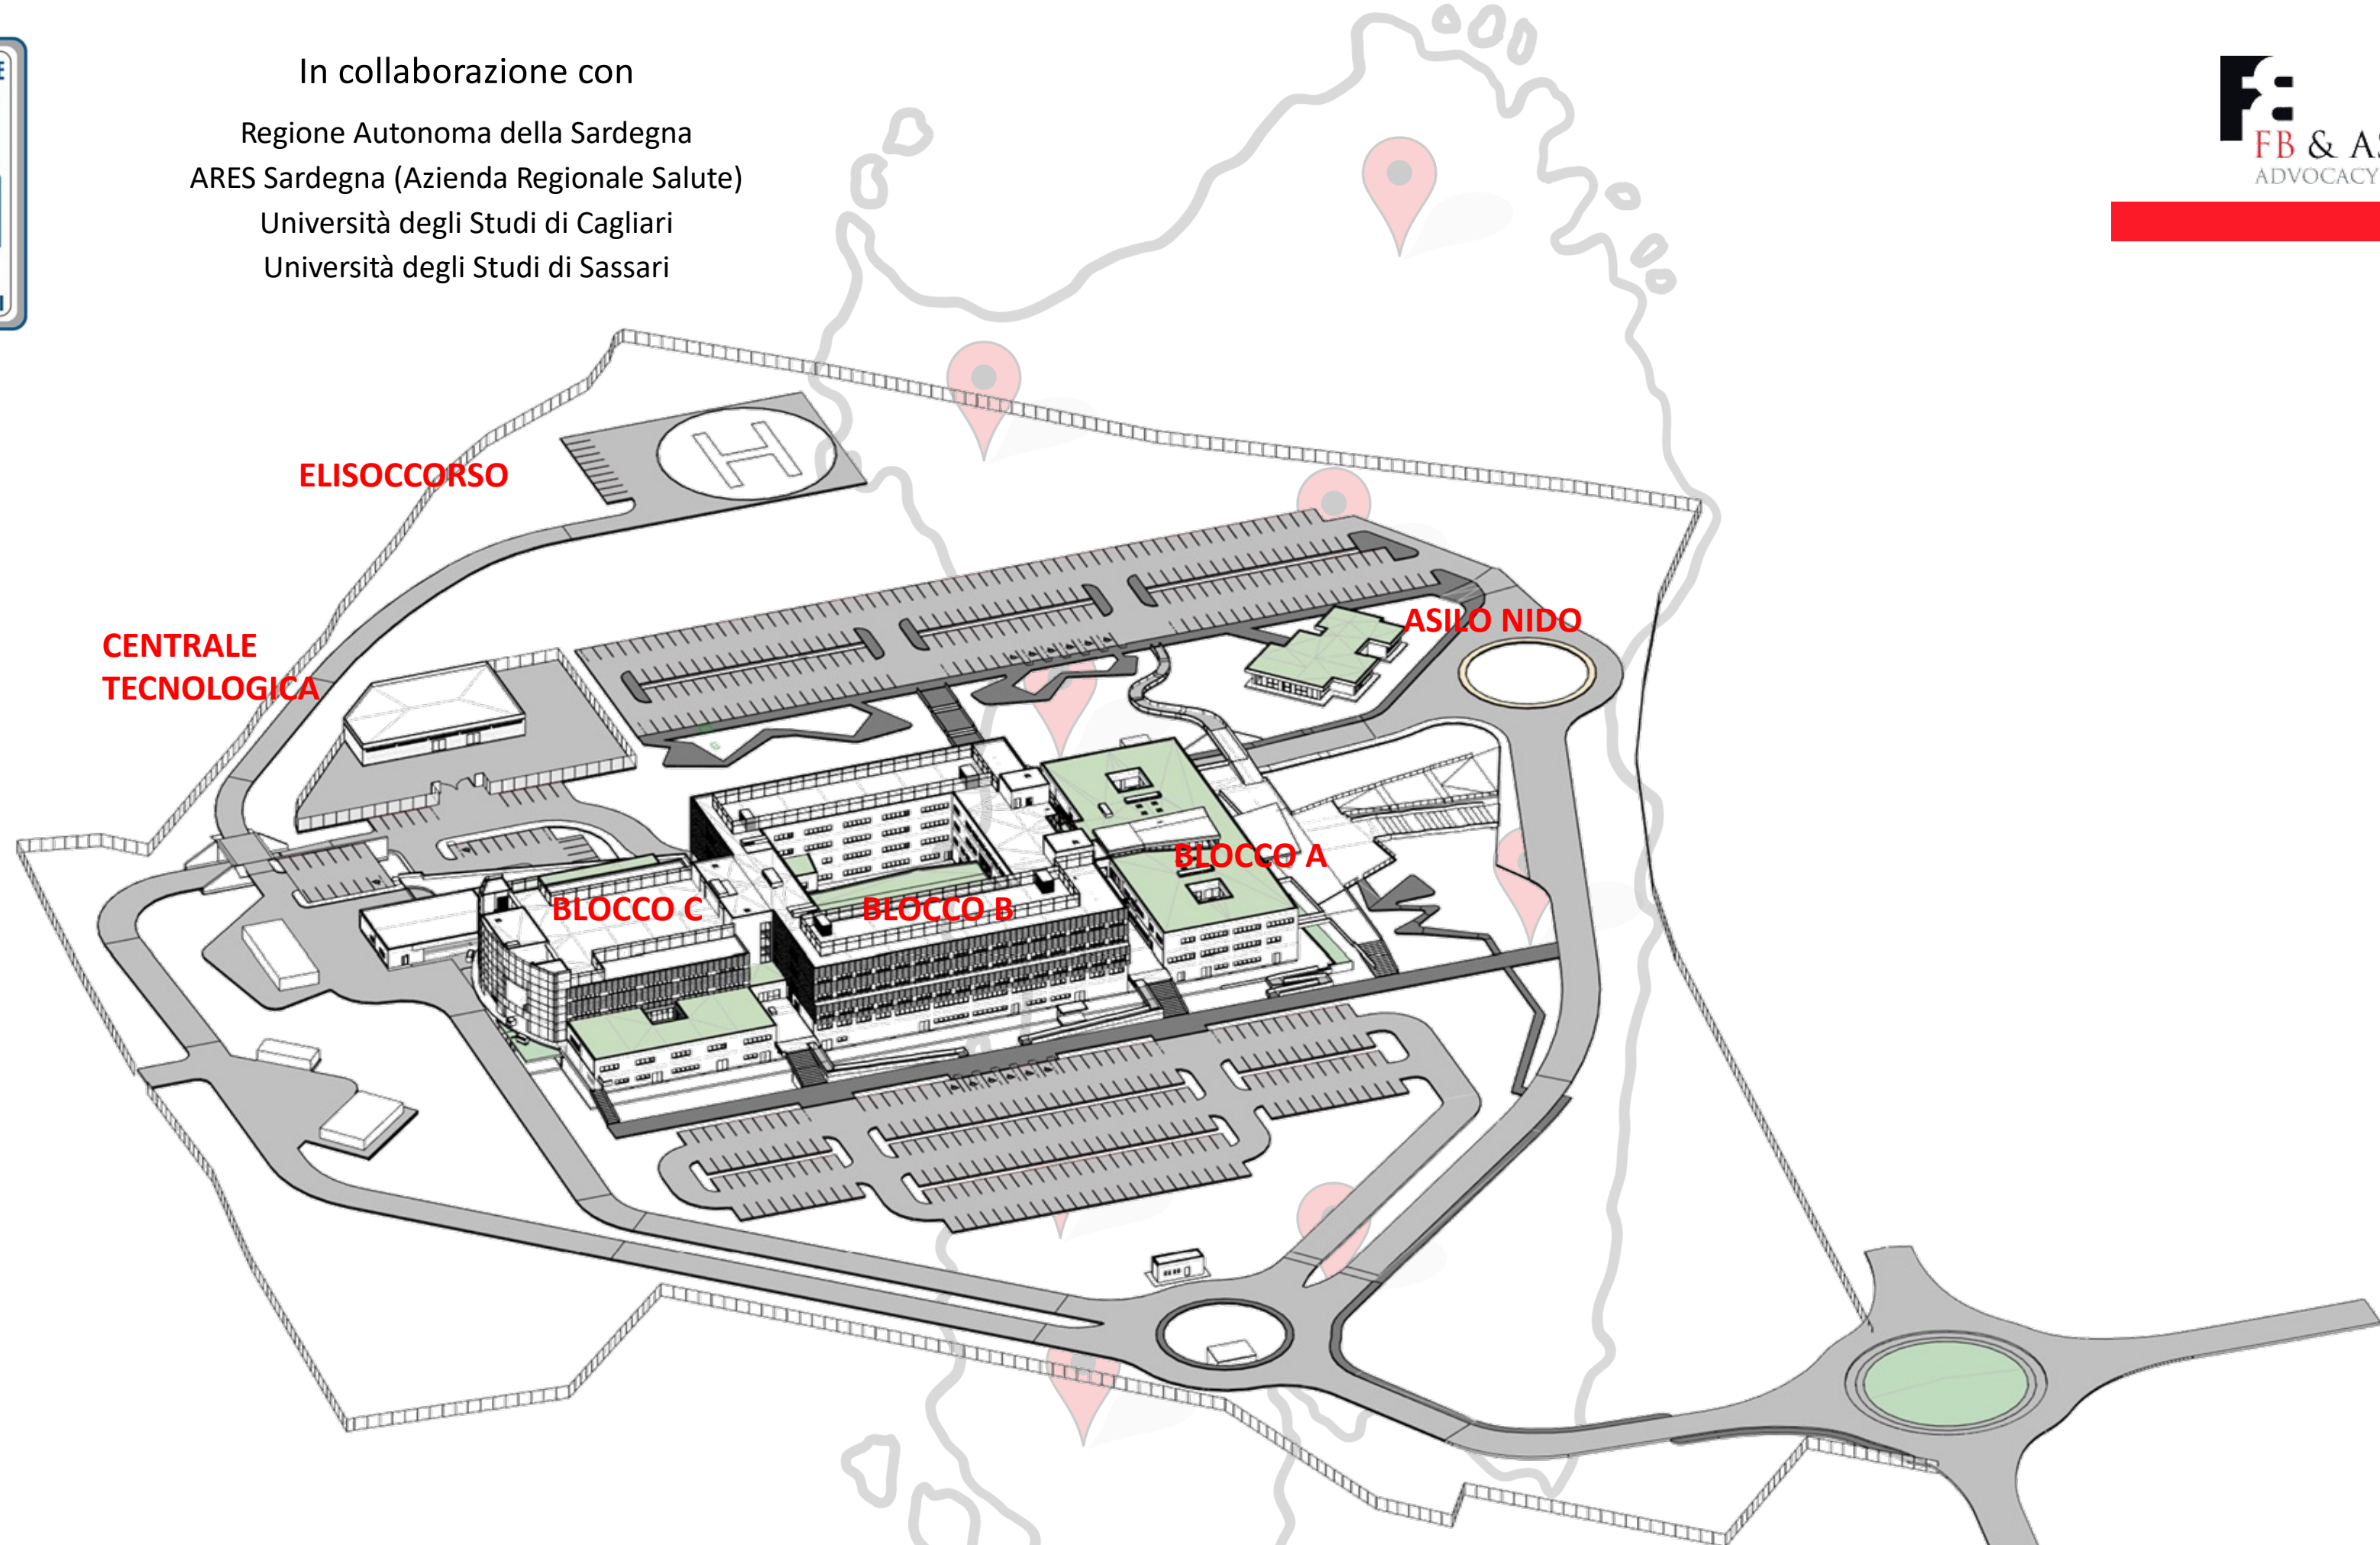 In collaborazione con
Regione Autonoma della Sardegna
ARES Sardegna (Azienda Regionale Salute)
Università degli Studi di Cagliari
Università degli Studi di Sassari
FB &
ADVOCACY
ELISOCCORSO
H
CENTRALE
TECNOLOGICA
ASILO NIDO
BLOCCO A
BLOCCO C
BLOCCO B